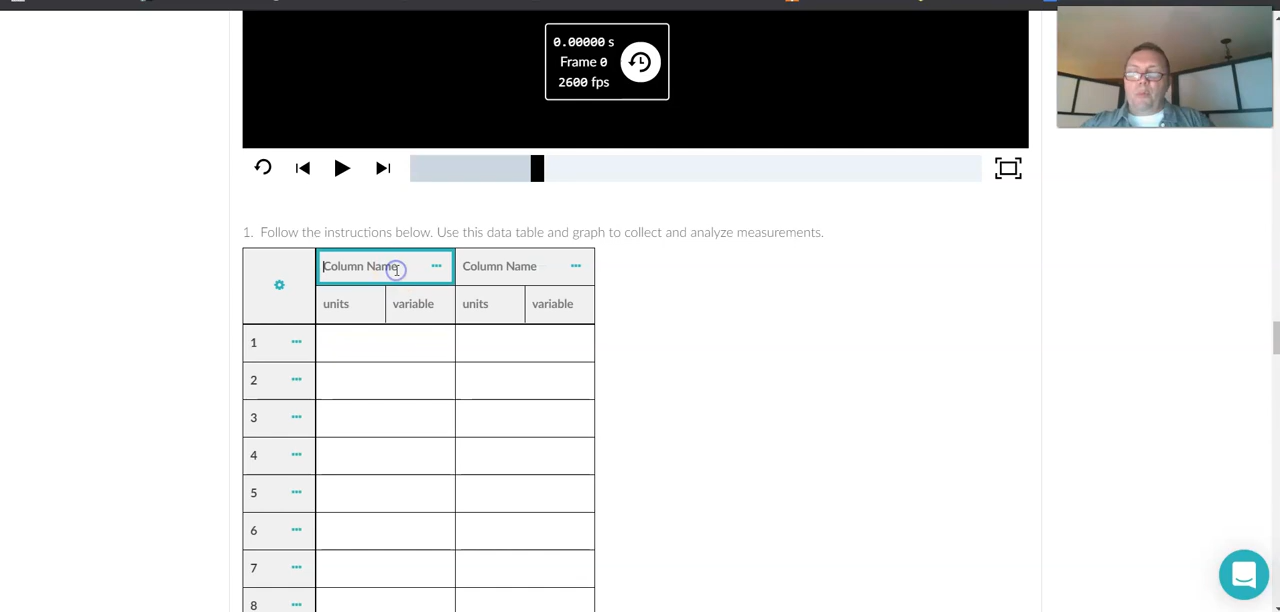 0.00000 s
Frame 0
2600 fps
1. Follow the instructions below. Use this data table and graph to collect and analyze measurements.
Column Name Column Name
units variable units variable
1
2
3
4
5
6
7
8